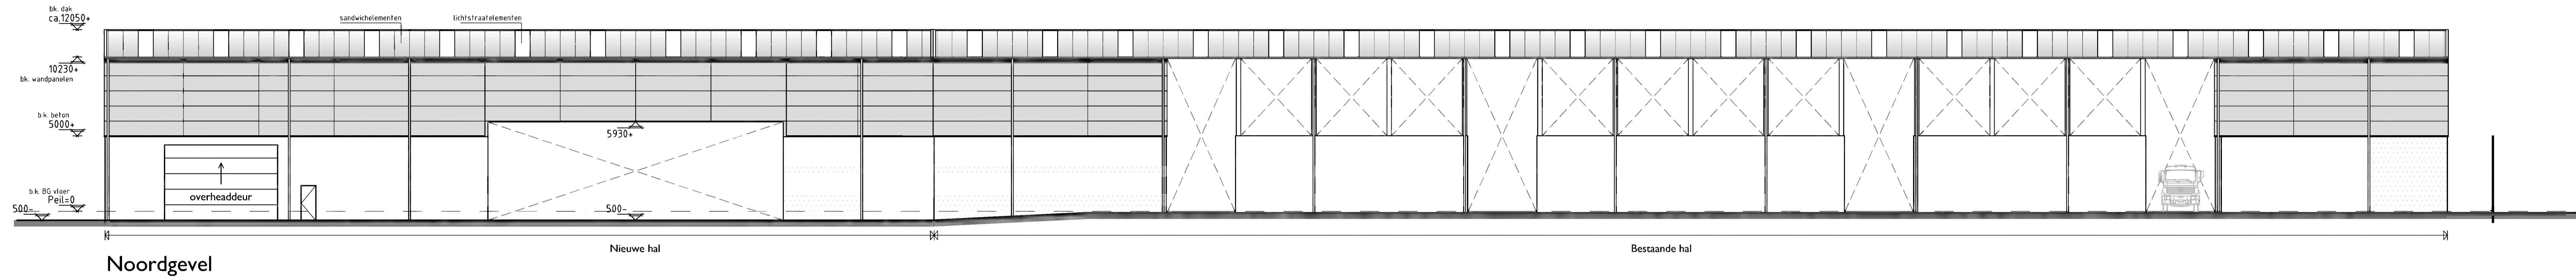 bk. dak
ca.12050+
sandwichelementen
lichtstraatelementen
10230+
bk. wandpanelen
b.k. beton
5000+
5930+
overheaddeur
b.k. BG vloer
Peil=0
500-
500-
Nieuwe hal
Bestaande hal
Noordgevel